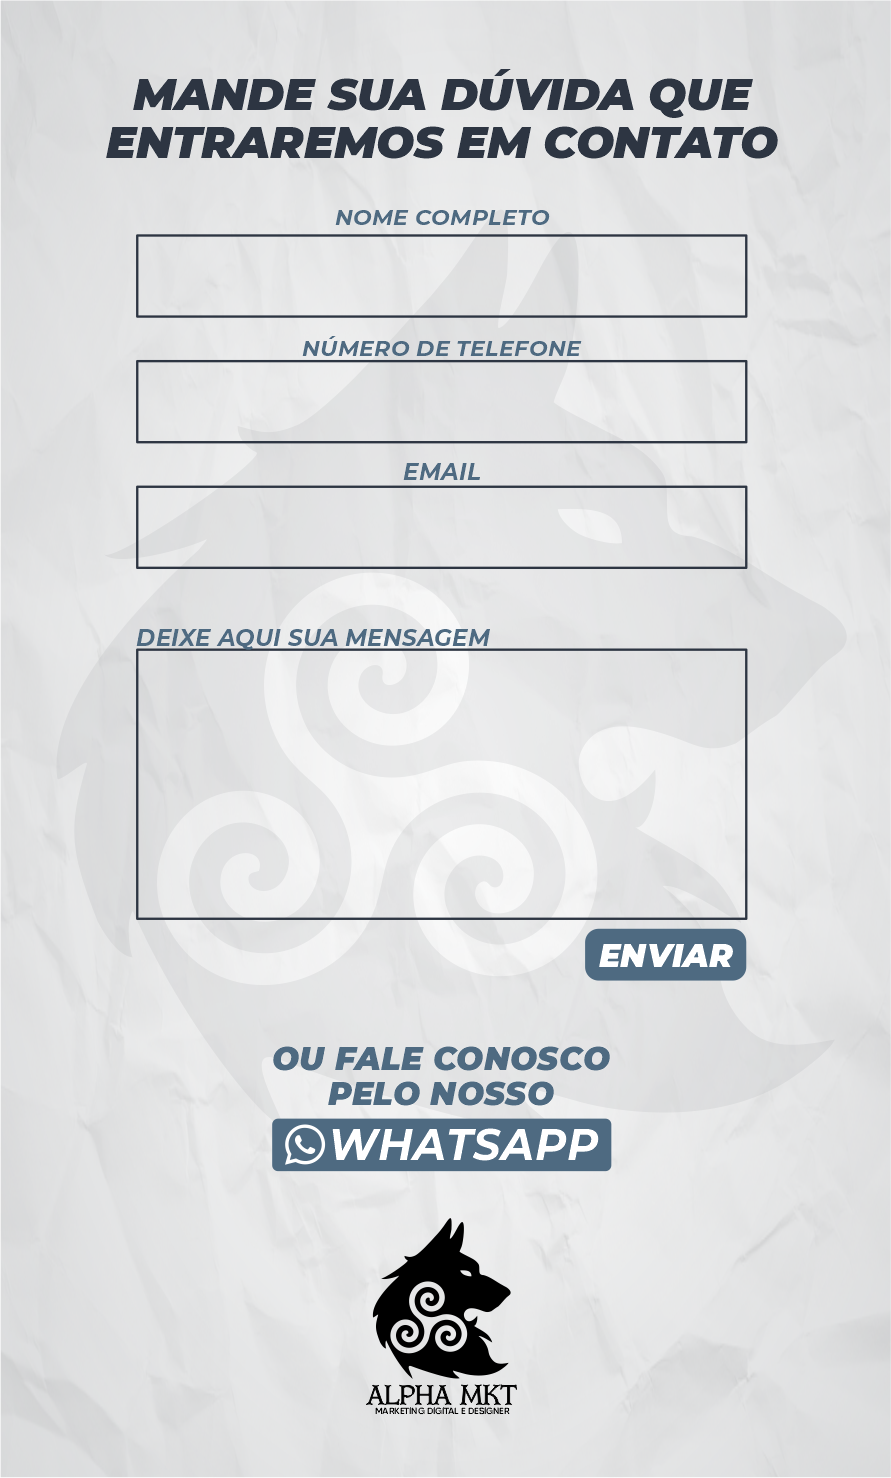 MANDE SUA DÚVIDA QUE
ENTRAREMOS EM CONTATO
NOME COMPLETO
NÚMERO DE TELEFONE
EMAIL
DEIXE AQUI SUA MENSAGEM
ENVIAR
OU FALE CONOSCO
PELO NOSSO
WHATSAPP
ALPHA MKT
MARKETING DIGITAL E DESIGNER